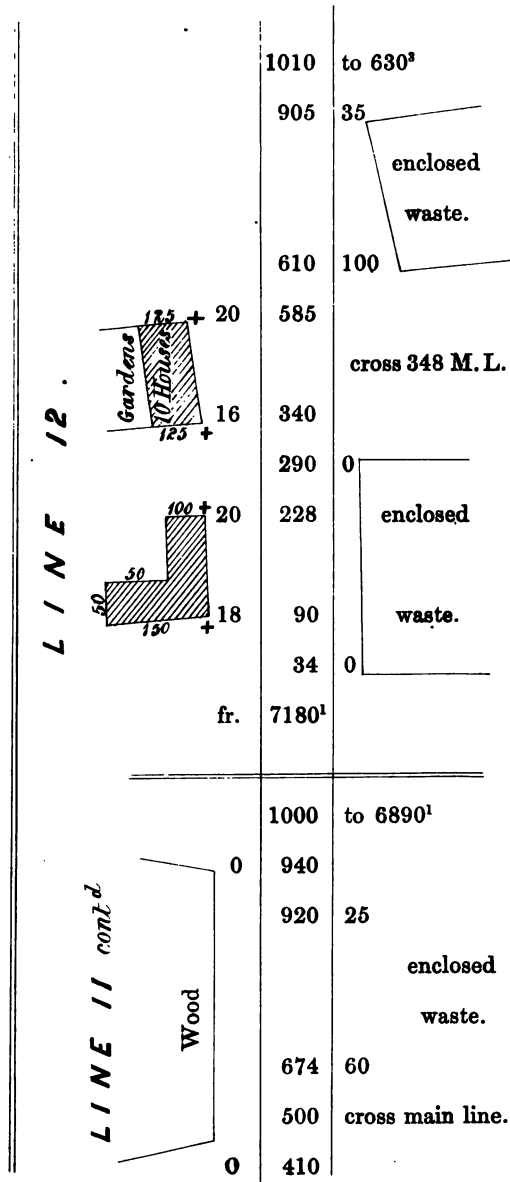 1010 to 630³
905 35
enclosed
waste.
610 100
20 585
125
Gardens
10 Houses
cross 348 M. L.
16 340
125
290 0
20 228
100
enclosed
50
50
18 90
waste.
150
34 0
fr. 7180¹
LINE 12.
1000 to 6890¹
0 940
920 25
enclosed
waste.
Wood
674 60
500 cross main line.
0 410
LINE 11 contd